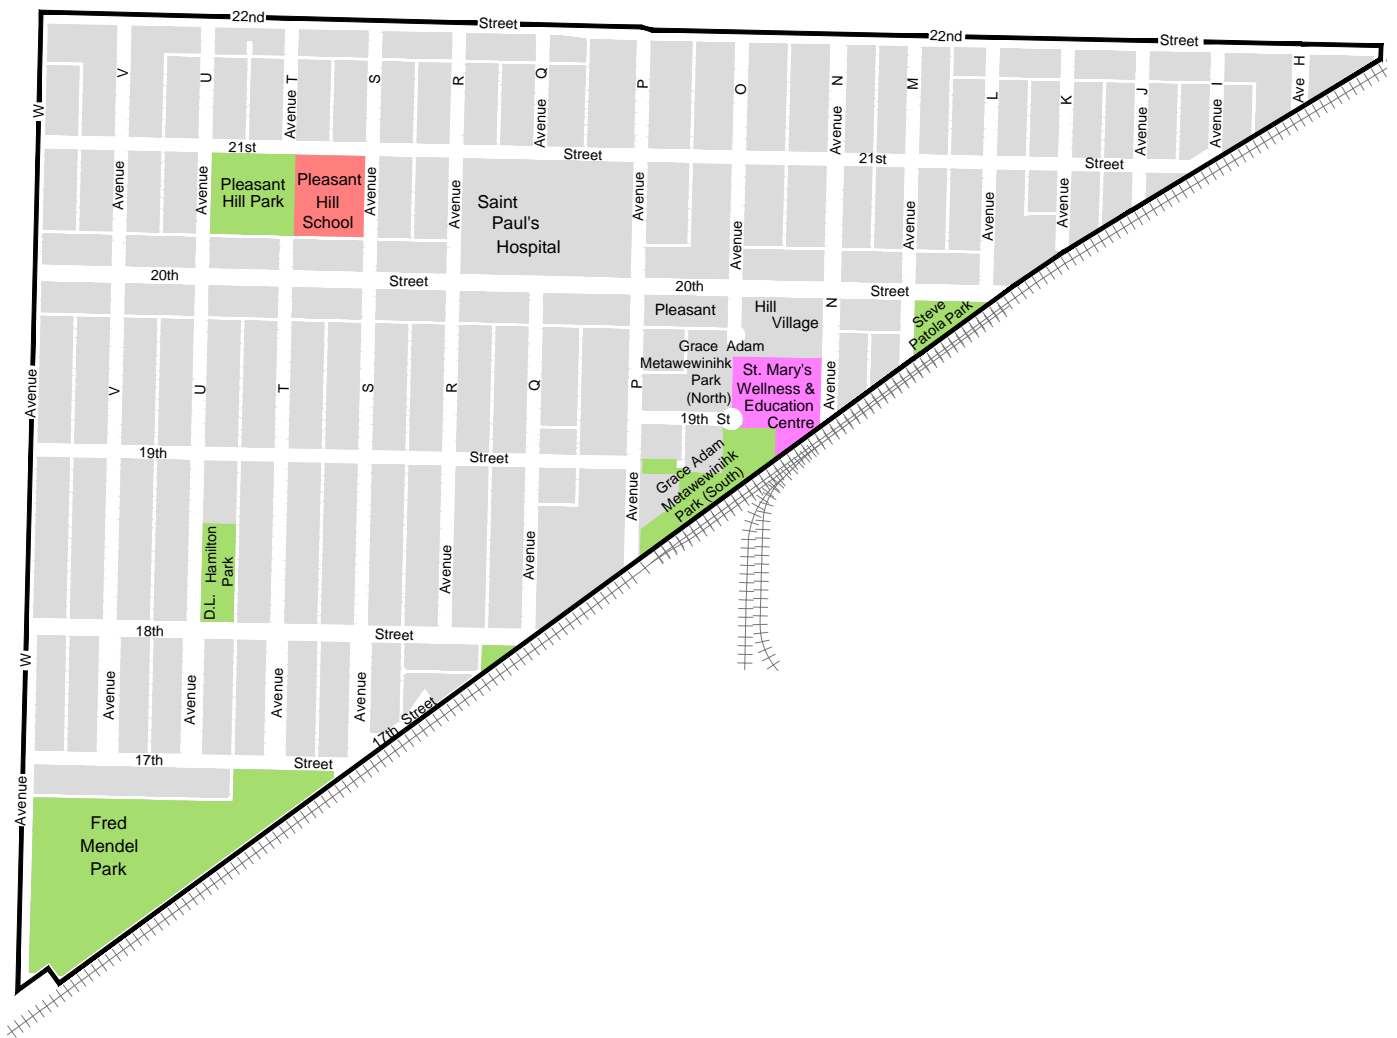 22nd
Street
22nd
Street
W
V
U
Avenue T
S
R
Avenue Q
P
O
Avenue N
M
L
K
Avenue J
Avenue I
Ave H
21st
Street
21st
Street
Avenue
Avenue
Avenue
Avenue
Avenue
Avenue
Avenue
Avenue
Avenue
Pleasant
Hill Park
Pleasant
Hill
School
Saint
Paul's
Hospital
20th
Street
20th
Street
Pleasant
Hill
Village
N
Steve
Patola Park
Grace Adam
Metawewinihk
Park
(North)
St. Mary's
Wellness &
Education
Centre
Avenue
V
U
T
S
R
Q
P
Avenue
19th St
19th
Street
Grace Adam
Metawewinihk
Park (South)
Avenue
Avenue
Avenue
D.L. Hamilton
Park
18th
Street
W
Avenue
Avenue
Avenue
Avenue
17th Street
17th
Street
Avenue
Fred
Mendel
Park